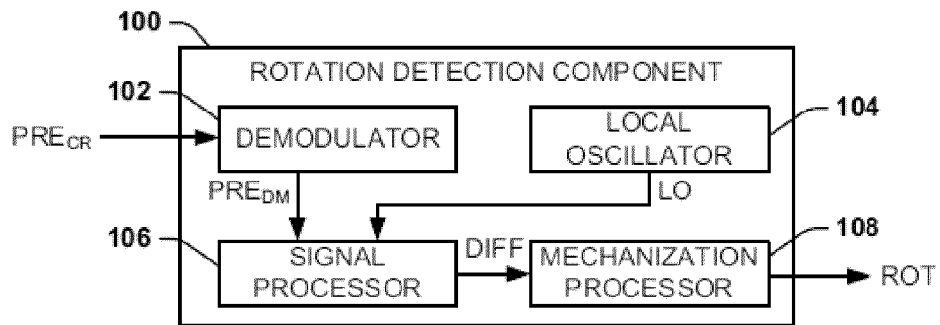 100
ROTATION DETECTION COMPONENT
102
104
PRECR
DEMODULATOR
LOCAL
OSCILLATOR
PREDM
LO
106
108
SIGNAL
PROCESSOR
DIFF
MECHANIZATION
PROCESSOR
ROT